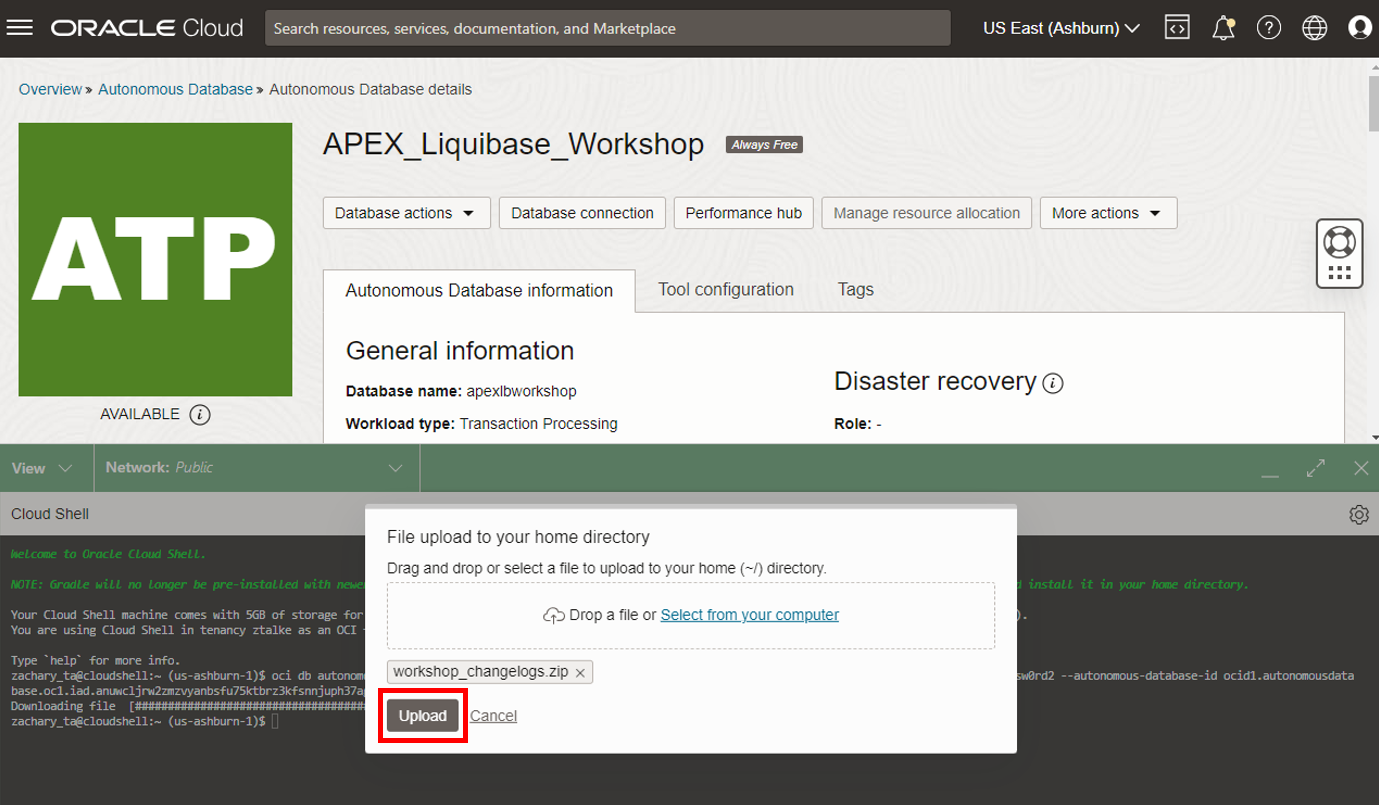 ORACLE Cloud
Search resources, services, documentation, and Marketplace
US East (Ashburn)
Overview » Autonomous Database » Autonomous Database details
ATP
AVAILABLE
APEX_Liquibase_Workshop
Always Free
Database actions
Database connection
Performance hub
Manage resource allocation
More actions
Autonomous Database information
Tool configuration
Tags
General information
Database name: apexlbworkshop
Workload type: Transaction Processing
Disaster recovery
Role: -
View
Network: Public
Cloud Shell
Welcome to Oracle Cloud Shell.
NOTE: Gradle will no longer be pre-installed with newe
d install it in your home directory.
Your Cloud Shell machine comes with 5GB of storage for
).
You are using Cloud Shell in tenancy ztalke as an OCI
Type `help` for more info.
zachary_ta@cloudshell:~ (us-ashburn-1)$ oci db autonom
sw0rd2 --autonomous-database-id ocid1.autonomousdata
base.oc1.iad.anuwcljrw2zmzvyanbsfu75ktbrz3kfsnnjuph37a
Downloading file [###################################
zachary_ta@cloudshell:~ (us-ashburn-1)$
File upload to your home directory
Drag and drop or select a file to upload to your home (~/) directory.
Drop a file or Select from your computer
workshop_changelogs.zip ×
Upload
Cancel